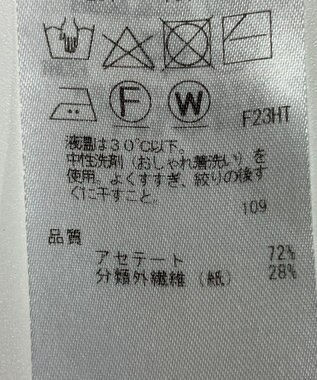 F
W
F23HT
液温は30℃以下。
中性洗剤（おしゃれ着洗い）を
使用。よくすすぎ、絞りの後す
ぐに干すこと。
109
品質
アセテート 72%
分類外繊維（紙） 28%